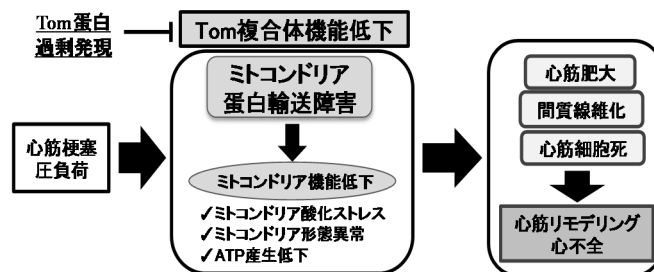 Tom蛋白
過剰発現
Tom複合体機能低下
ミトコンドリア
蛋白輸送障害
心筋梗塞
圧負荷
ミトコンドリア機能低下
✓ミトコンドリア酸化ストレス
✓ミトコンドリア形態異常
✓ATP産生低下
心筋肥大
間質線維化
心筋細胞死
心筋リモデリング
心不全